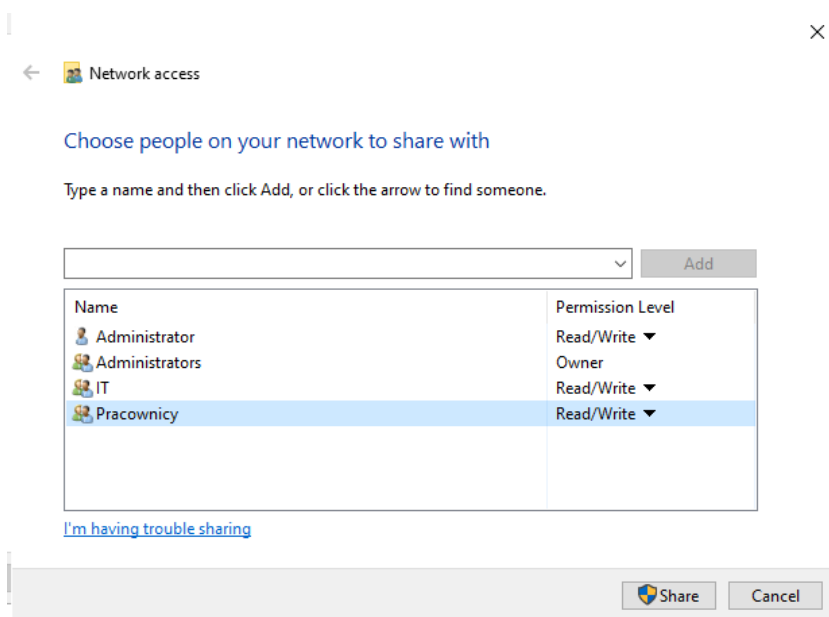 Network access
Choose people on your network to share with
Type a name and then click Add, or click the arrow to find someone.
Add
Name Permission Level
Administrator Read/Write
Administrators Owner
IT Read/Write
Pracownicy Read/Write
I'm having trouble sharing
Share Cancel